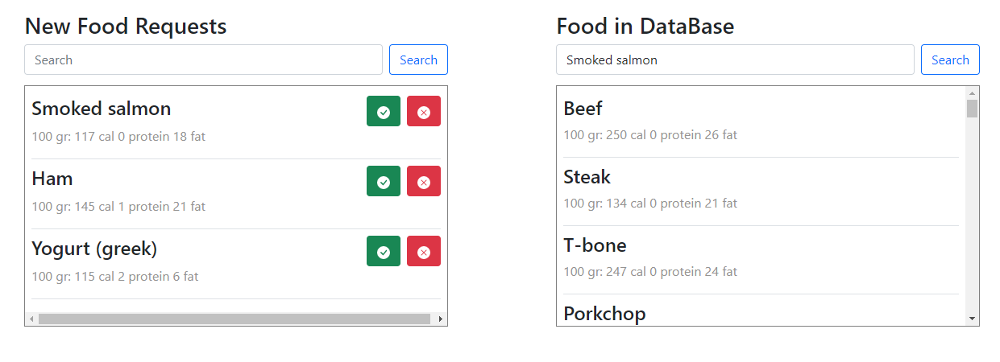 New Food Requests
Search
Search
Smoked salmon
100 gr: 117 cal 0 protein 18 fat
Ham
100 gr: 145 cal 1 protein 21 fat
Yogurt (greek)
100 gr: 115 cal 2 protein 6 fat
Food in DataBase
Smoked salmon
Search
Beef
100 gr: 250 cal 0 protein 26 fat
Steak
100 gr: 134 cal 0 protein 21 fat
T-bone
100 gr: 247 cal 0 protein 24 fat
Porkchop